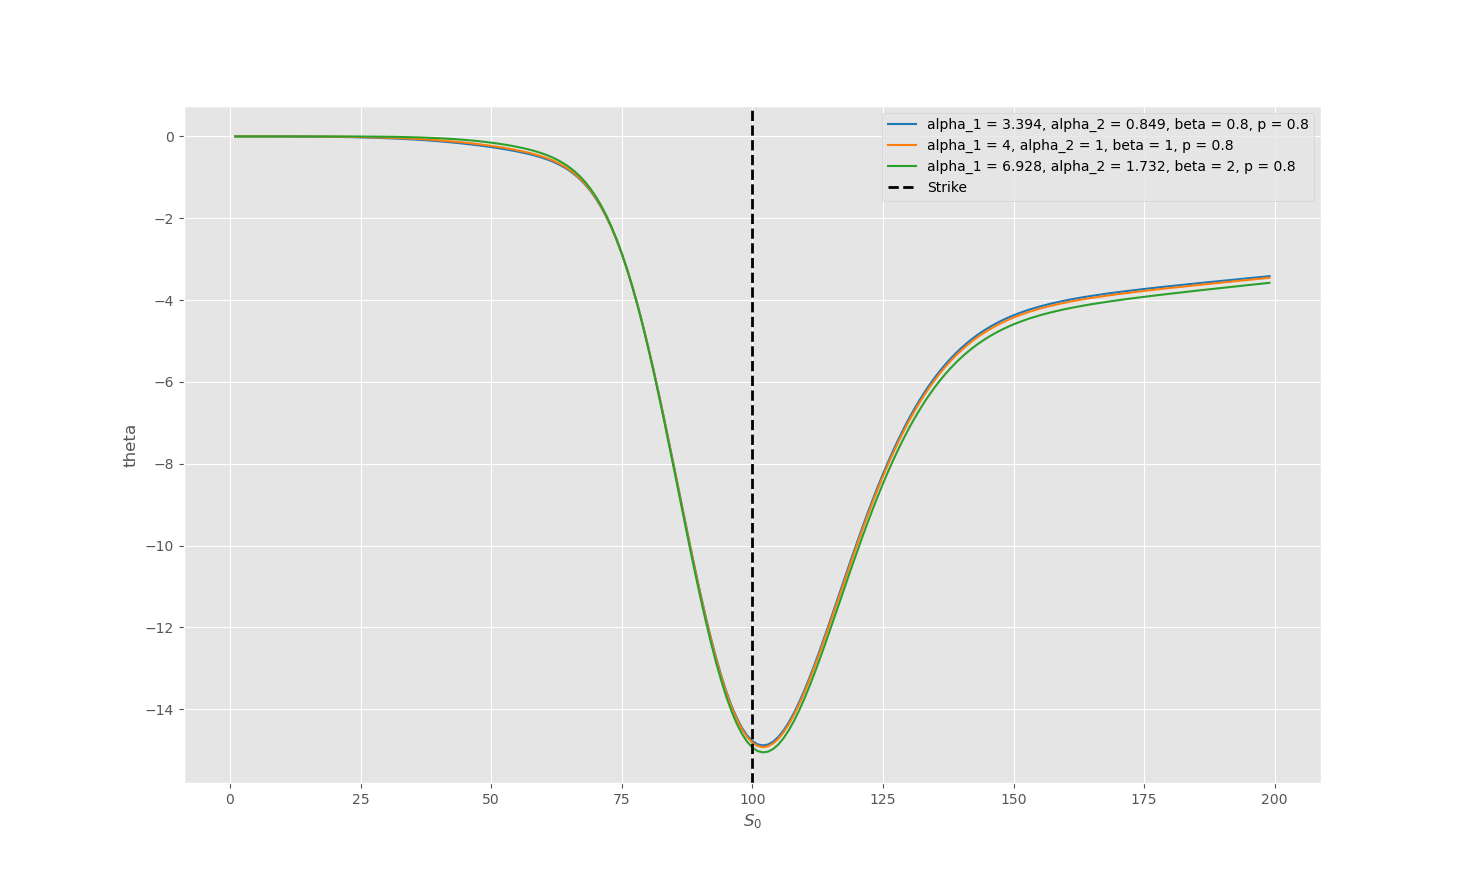 alpha_1 = 3.394, alpha_2 = 0.849, beta = 0.8, p = 0.8
alpha_1 = 4, alpha_2 = 1, beta = 1, p = 0.8
alpha_1 = 6.928, alpha_2 = 1.732, beta = 2, p = 0.8
Strike
0
−2
−4
−6
−8
−10
−12
−14
theta
0 25 50 75 100 125 150 175 200
S₀